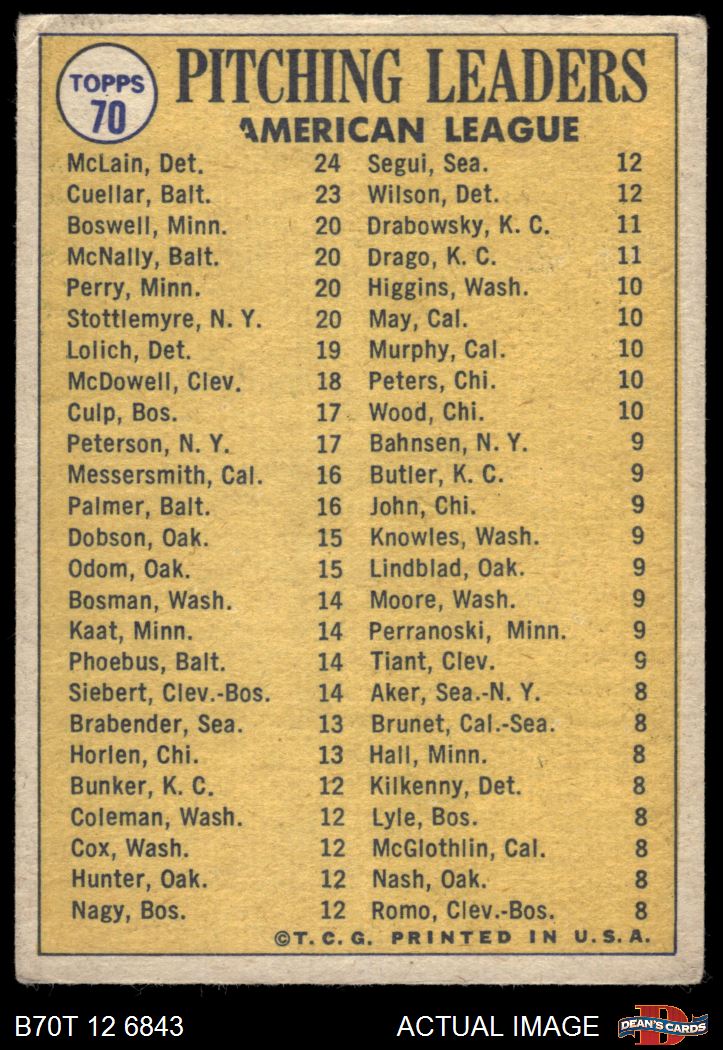 TOPPS
70
PITCHING LEADERS
AMERICAN LEAGUE
McLain, Det. 24 Segui, Sea. 12
Cuellar, Balt. 23 Wilson, Det. 12
Boswell, Minn. 20 Drabowsky, K. C. 11
McNally, Balt. 20 Drago, K. C. 11
Perry, Minn. 20 Higgins, Wash. 10
Stottlemyre, N. Y. 20 May, Cal. 10
Lolich, Det. 19 Murphy, Cal. 10
McDowell, Clev. 18 Peters, Chi. 10
Culp, Bos. 17 Wood, Chi. 10
Peterson, N. Y. 17 Bahnsen, N. Y. 9
Messersmith, Cal. 16 Butler, K. C. 9
Palmer, Balt. 16 John, Chi. 9
Dobson, Oak. 15 Knowles, Wash. 9
Odom, Oak. 15 Lindblad, Oak. 9
Bosman, Wash. 14 Moore, Wash. 9
Kaat, Minn. 14 Perranoski, Minn. 9
Phoebus, Balt. 14 Tiant, Clev. 9
Siebert, Clev.-Bos. 14 Aker, Sea.-N. Y. 8
Brabender, Sea. 13 Brunet, Cal.-Sea. 8
Horlen, Chi. 13 Hall, Minn. 8
Bunker, K. C. 12 Kilkenny, Det. 8
Coleman, Wash. 12 Lyle, Bos. 8
Cox, Wash. 12 McGlothlin, Cal. 8
Hunter, Oak. 12 Nash, Oak. 8
Nagy, Bos. 12 Romo, Clev.-Bos. 8
©T. C. G. PRINTED IN U. S. A.
B70T 12 6843 ACTUAL IMAGE DEAN'S CARDS